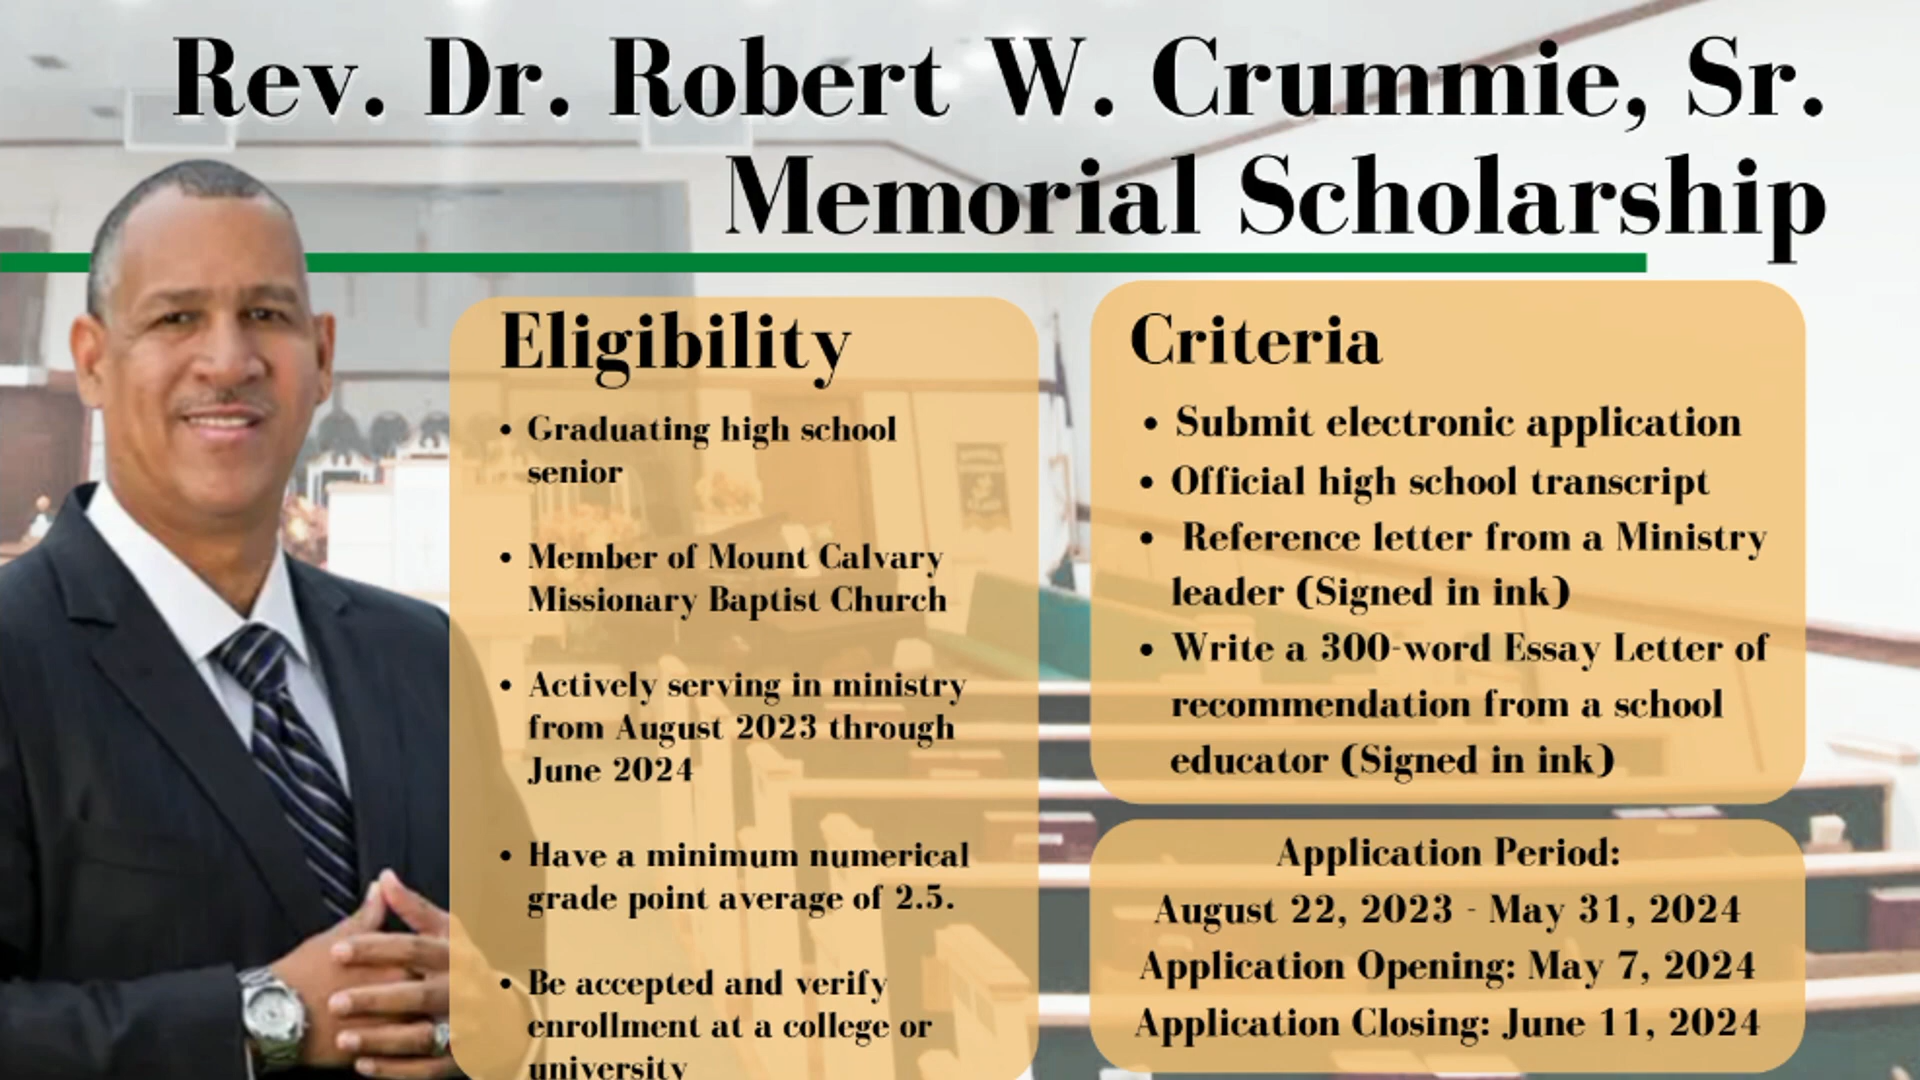 Rev. Dr. Robert W. Crummie, Sr.
Memorial Scholarship
Eligibility
• Graduating high school
senior
• Member of Mount Calvary
Missionary Baptist Church
• Actively serving in ministry
from August 2023 through
June 2024
• Have a minimum numerical
grade point average of 2.5.
• Be accepted and verify
enrollment at a college or
university
Criteria
• Submit electronic application
• Official high school transcript
• Reference letter from a Ministry
leader (Signed in ink)
• Write a 300-word Essay Letter of
recommendation from a school
educator (Signed in ink)
Application Period:
August 22, 2023 - May 31, 2024
Application Opening: May 7, 2024
Application Closing: June 11, 2024